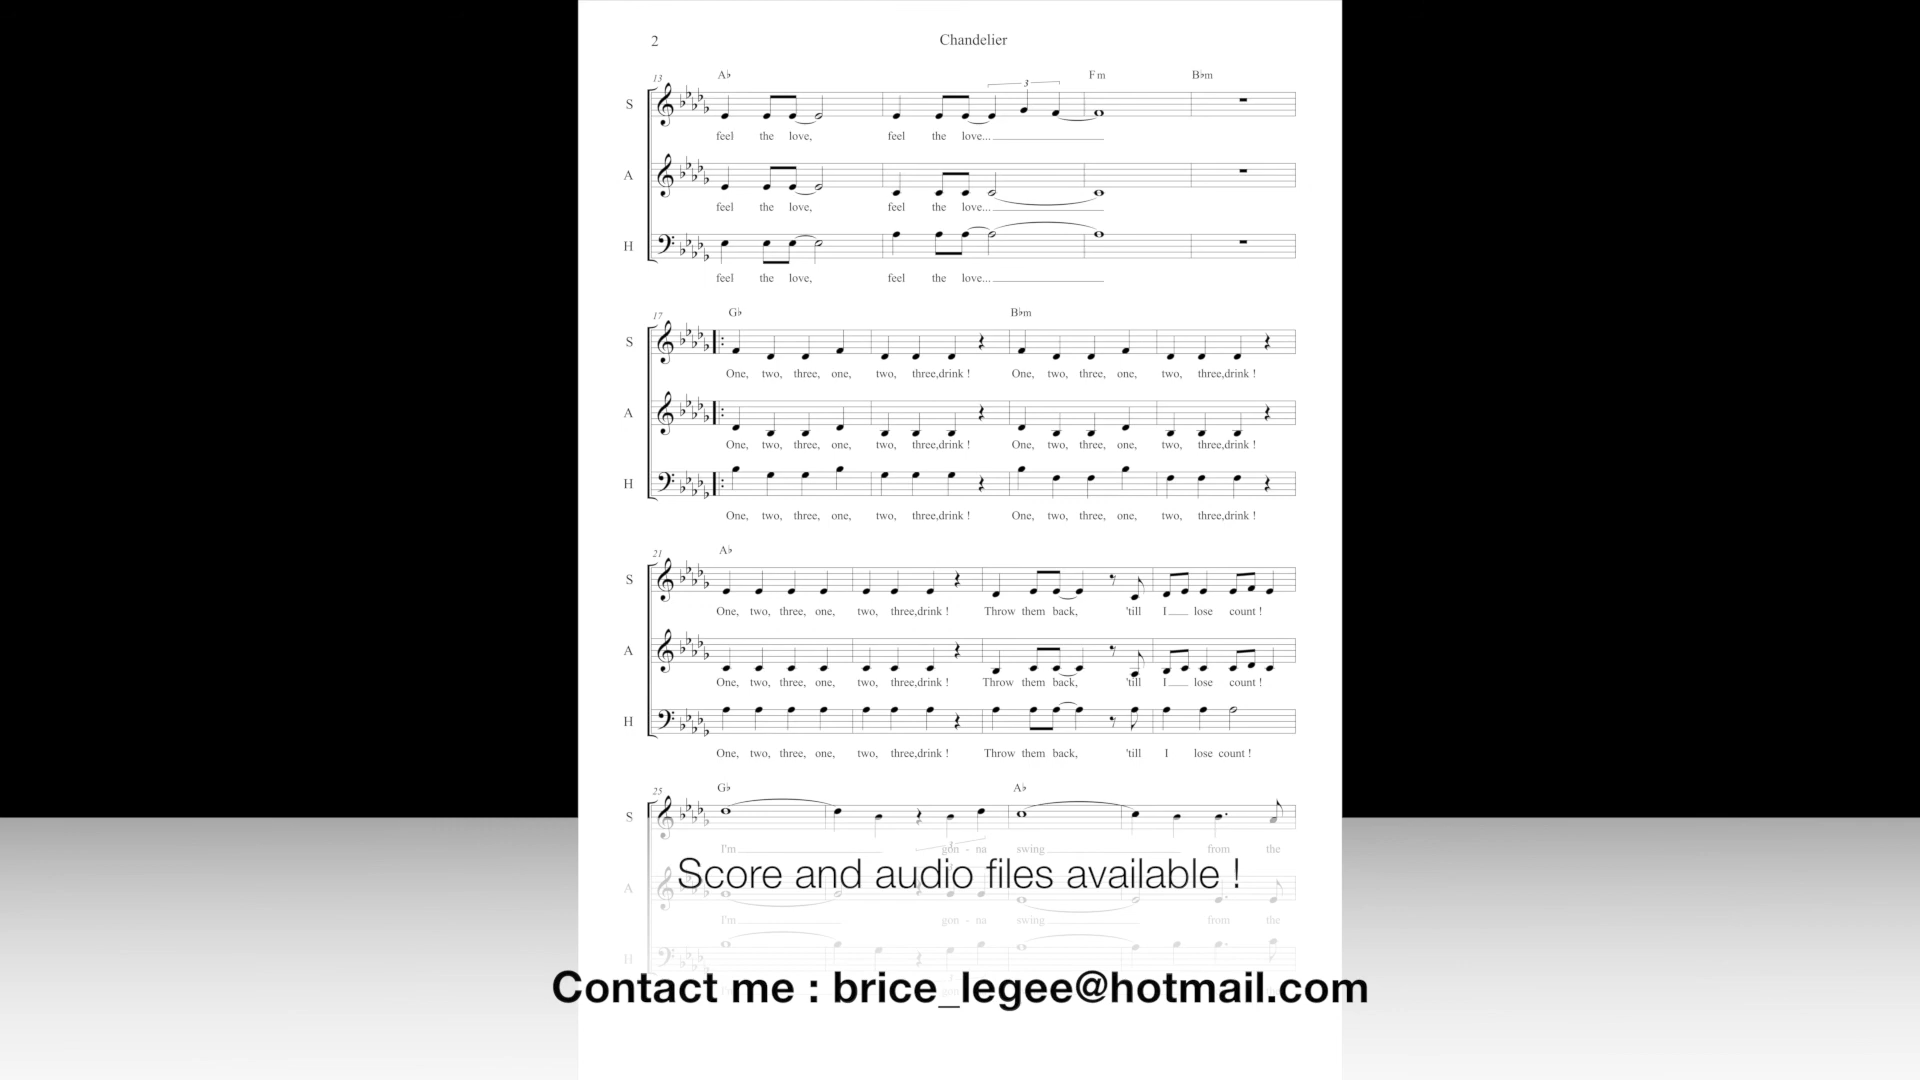 2
Chandelier
13
A♭
Fm
B♭m
S
3
feel the love, feel the love...
A
feel the love, feel the love...
H
feel the love, feel the love...
17
G♭
B♭m
S
One, two, three, one, two, three,drink ! One, two, three, one, two, three,drink !
A
One, two, three, one, two, three,drink ! One, two, three, one, two, three,drink !
H
One, two, three, one, two, three,drink ! One, two, three, one, two, three,drink !
21
A♭
S
One, two, three, one, two, three,drink ! Throw them back, 'till I lose count !
A
One, two, three, one, two, three,drink ! Throw them back, 'till I lose count !
H
One, two, three, one, two, three,drink ! Throw them back, 'till I lose count !
25
G♭
A♭
S
I'm gon - na swing from the
Score and audio files available !
A
I'm gon - na swing from the
H
Contact me : brice_legee@hotmail.com